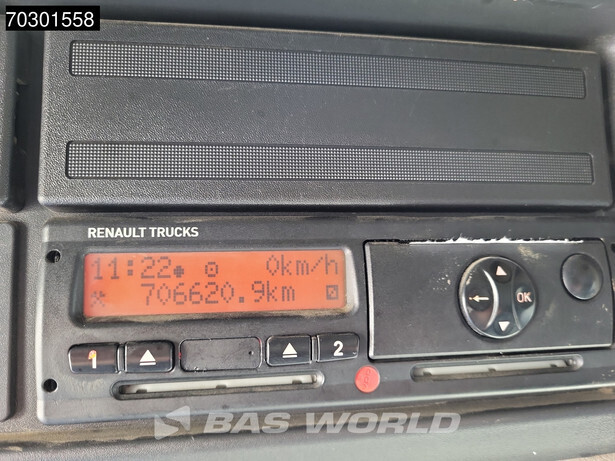 70301558
RENAULT TRUCKS
11:22 0km/h
706620.9km
OK
1 2
BAS WORLD